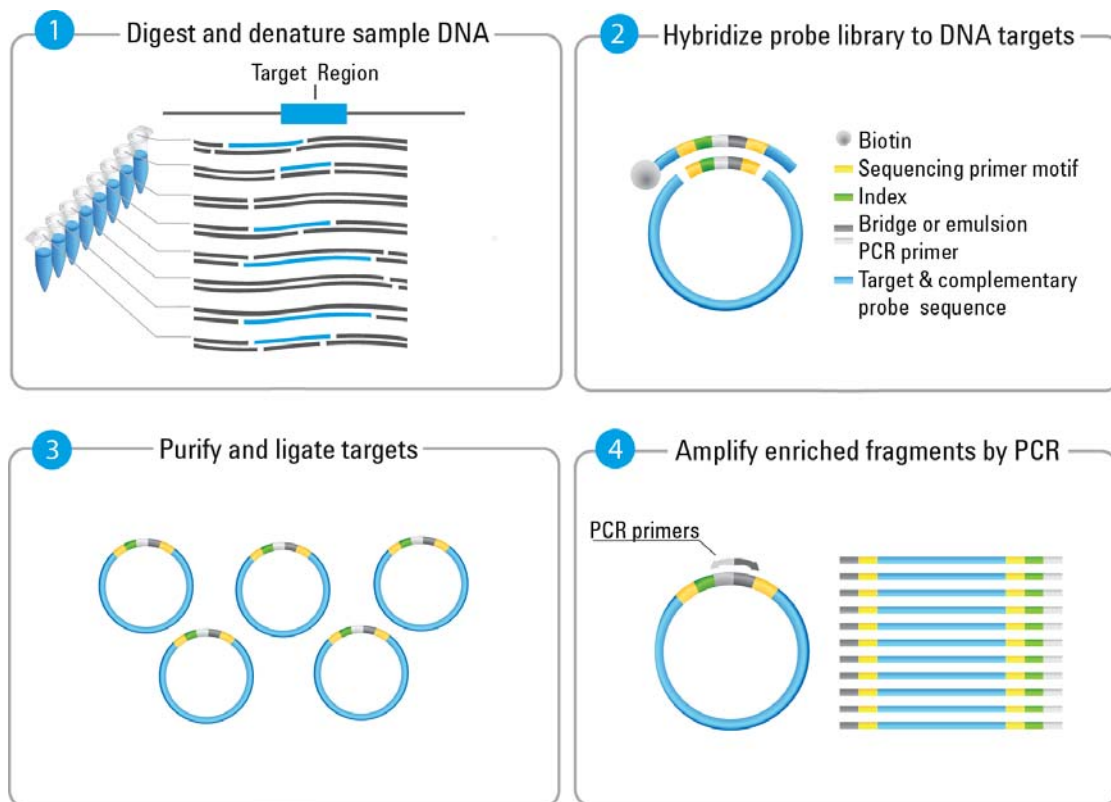 1 Digest and denature sample DNA
Target Region
2 Hybridize probe library to DNA targets
Biotin
Sequencing primer motif
Index
Bridge or emulsion
PCR primer
Target & complementary
probe sequence
3 Purify and ligate targets
4 Amplify enriched fragments by PCR
PCR primers